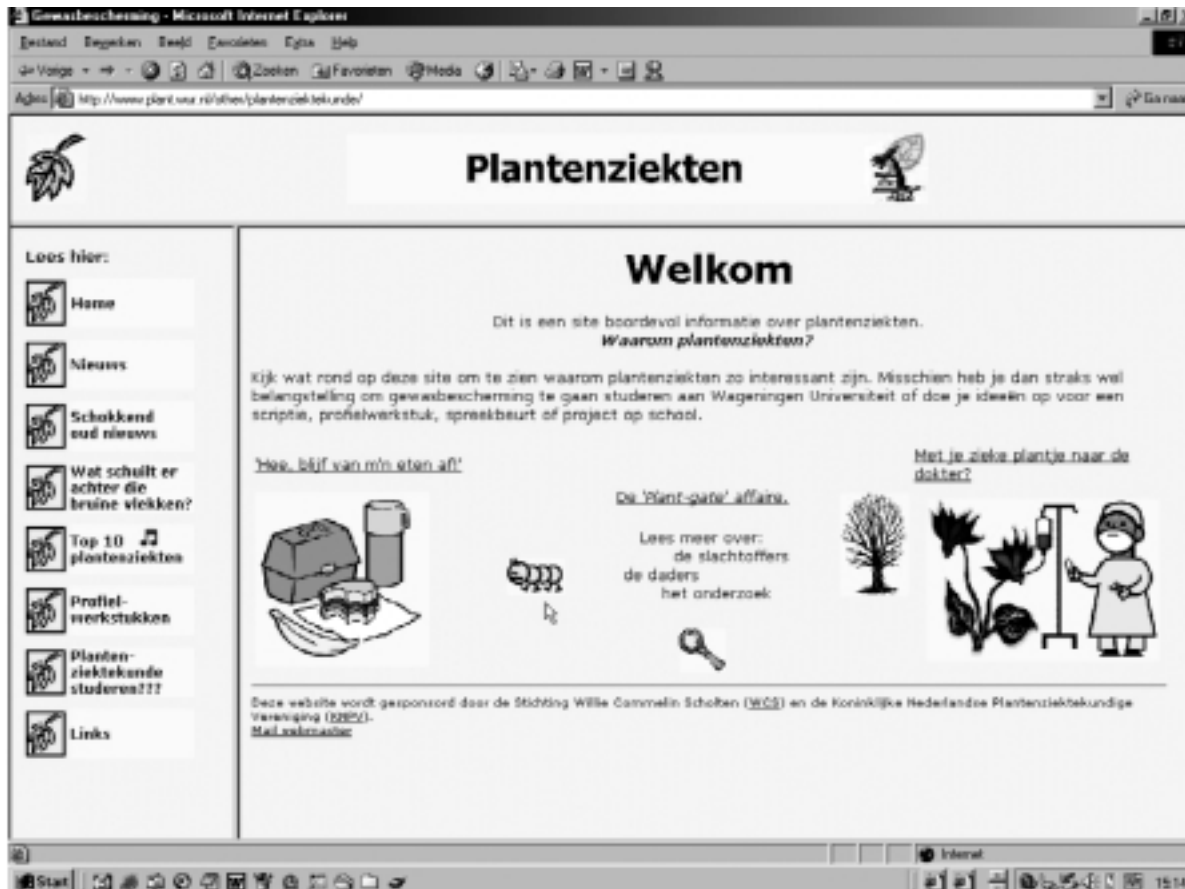 Gewasbescherming - Microsoft Internet Explorer
Bestand Bewerken Beeld Favorieten Extra Help
Vorige Zoeken Favorieten Media
Adres http://www.plant.wur.nl/other/plantenziektekunde/ Ga naar
Plantenziekten
Lees hier:
Home
Nieuws
Schokkend
oud nieuws
Wat schuilt er
achter die
bruine vlekken?
Top 10
plantenziekten
Profiel-
werkstukken
Planten-
ziektekunde
studeren???
Links
Welkom
Dit is een site boordevol informatie over plantenziekten.
Waarom plantenziekten?
Kijk wat rond op deze site om te zien waarom plantenziekten zo interessant zijn. Misschien heb je dan straks wel
belangstelling om gewasbescherming te gaan studeren aan Wageningen Universiteit of doe je ideeën op voor een
scriptie, profielwerkstuk, spreekbeurt of project op school.
'Hee, blijf van m'n eten af!'
De 'Plant-gate' affaire.
Lees meer over:
de slachtoffers
de daders
het onderzoek
Met je zieke plantje naar de
dokter?
Deze website wordt gesponsord door de Stichting Willie Commelin Scholten (WCS) en de Koninklijke Nederlandse Plantenziektekundige
Vereniging (KNPV).
Mail webmaster
Internet
Start 15:14